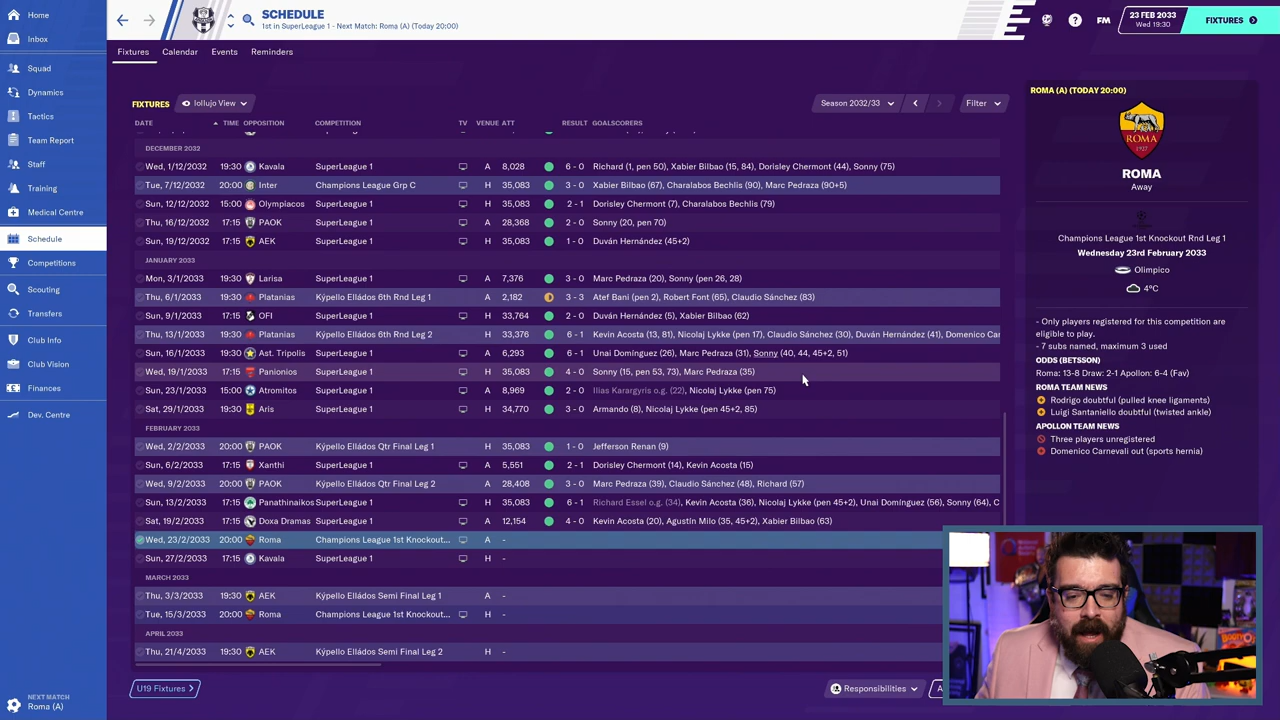 Home
Inbox
Squad
Dynamics
Tactics
Team Report
Staff
Training
Medical Centre
Schedule
Competitions
Scouting
Transfers
Club Info
Club Vision
Finances
Dev. Centre
NEXT MATCH
Roma (A)
SCHEDULE
1st in SuperLeague 1 - Next Match: Roma (A) (Today 20:00)
FM
23 FEB 2033
Wed 19:30
FIXTURES
Fixtures Calendar Events Reminders
FIXTURES lollujo View Season 2032/33 Filter
DATE TIME OPPOSITION COMPETITION TV VENUE ATT RESULT GOALSCORERS
DECEMBER 2032
Wed, 1/12/2032 19:30 Kavala SuperLeague 1 A 8,028 6 - 0 Richard (1, pen 50), Xabier Bilbao (15, 84), Dorisley Chermont (44), Sonny (75)
Tue, 7/12/2032 20:00 Inter Champions League Grp C H 35,083 3 - 0 Xabier Bilbao (67), Charalabos Bechlis (90), Marc Pedraza (90+5)
Sun, 12/12/2032 15:00 Olympiacos SuperLeague 1 H 35,083 2 - 1 Dorisley Chermont (7), Charalabos Bechlis (79)
Thu, 16/12/2032 17:15 PAOK SuperLeague 1 A 28,368 2 - 0 Sonny (20, pen 70)
Sun, 19/12/2032 17:15 AEK SuperLeague 1 H 35,083 1 - 0 Duván Hernández (45+2)
JANUARY 2033
Mon, 3/1/2033 19:30 Larisa SuperLeague 1 A 7,376 3 - 0 Marc Pedraza (20), Sonny (pen 26, 28)
Thu, 6/1/2033 19:30 Platanias Kýpello Elládos 6th Rnd Leg 1 A 2,182 3 - 3 Atef Bani (pen 2), Robert Font (65), Claudio Sánchez (83)
Sun, 9/1/2033 17:15 OFI SuperLeague 1 H 33,764 2 - 0 Duván Hernández (5), Xabier Bilbao (62)
Thu, 13/1/2033 19:30 Platanias Kýpello Elládos 6th Rnd Leg 2 H 33,376 6 - 1 Kevin Acosta (13, 81), Nicolaj Lykke (pen 17), Claudio Sánchez (30), Duván Hernández (41), Domenico Car
Sun, 16/1/2033 19:30 Ast. Tripolis SuperLeague 1 A 6,293 6 - 1 Unai Domínguez (26), Marc Pedraza (31), Sonny (40, 44, 45+2, 51)
Wed, 19/1/2033 17:15 Panionios SuperLeague 1 H 35,083 4 - 0 Sonny (15, pen 53, 73), Marc Pedraza (35)
Sun, 23/1/2033 15:00 Atromitos SuperLeague 1 A 8,969 2 - 0 Ilias Karargyris o.g. (22), Nicolaj Lykke (pen 75)
Sat, 29/1/2033 19:30 Aris SuperLeague 1 H 34,770 3 - 0 Armando (8), Nicolaj Lykke (pen 45+2, 85)
FEBRUARY 2033
Wed, 2/2/2033 20:00 PAOK Kýpello Elládos Qtr Final Leg 1 H 35,083 1 - 0 Jefferson Renan (9)
Sun, 6/2/2033 17:15 Xanthi SuperLeague 1 A 5,551 2 - 1 Dorisley Chermont (14), Kevin Acosta (15)
Wed, 9/2/2033 20:00 PAOK Kýpello Elládos Qtr Final Leg 2 A 28,408 3 - 0 Marc Pedraza (39), Claudio Sánchez (48), Richard (57)
Sun, 13/2/2033 17:15 Panathinaikos SuperLeague 1 H 35,083 6 - 1 Richard Essel o.g. (34), Kevin Acosta (36), Nicolaj Lykke (pen 45+2), Unai Domínguez (56), Sonny (64), C
Sat, 19/2/2033 17:15 Doxa Dramas SuperLeague 1 A 12,154 4 - 0 Kevin Acosta (20), Agustín Milo (35, 45+2), Xabier Bilbao (63)
Wed, 23/2/2033 20:00 Roma Champions League 1st Knockout... A -
Sun, 27/2/2033 17:15 Kavala SuperLeague 1 H -
MARCH 2033
Thu, 3/3/2033 19:30 AEK Kýpello Elládos Semi Final Leg 1 A -
Tue, 15/3/2033 20:00 Roma Champions League 1st Knockout... H -
APRIL 2033
Thu, 21/4/2033 19:30 AEK Kýpello Elládos Semi Final Leg 2 H -
U19 Fixtures Responsibilities
ROMA (A) (TODAY 20:00)
ROMA
1927
ROMA
Away
Champions League 1st Knockout Rnd Leg 1
Wednesday 23rd February 2033
Olimpico
4°C
- Only players registered for this competition are
eligible to play.
- 7 subs named, maximum 3 used
ODDS (BETSSON)
Roma: 13-8 Draw: 2-1 Apollon: 6-4 (Fav)
ROMA TEAM NEWS
Rodrigo doubtful (pulled knee ligaments)
Luigi Santaniello doubtful (twisted ankle)
APOLLON TEAM NEWS
Three players unregistered
Domenico Carnevali out (sports hernia)